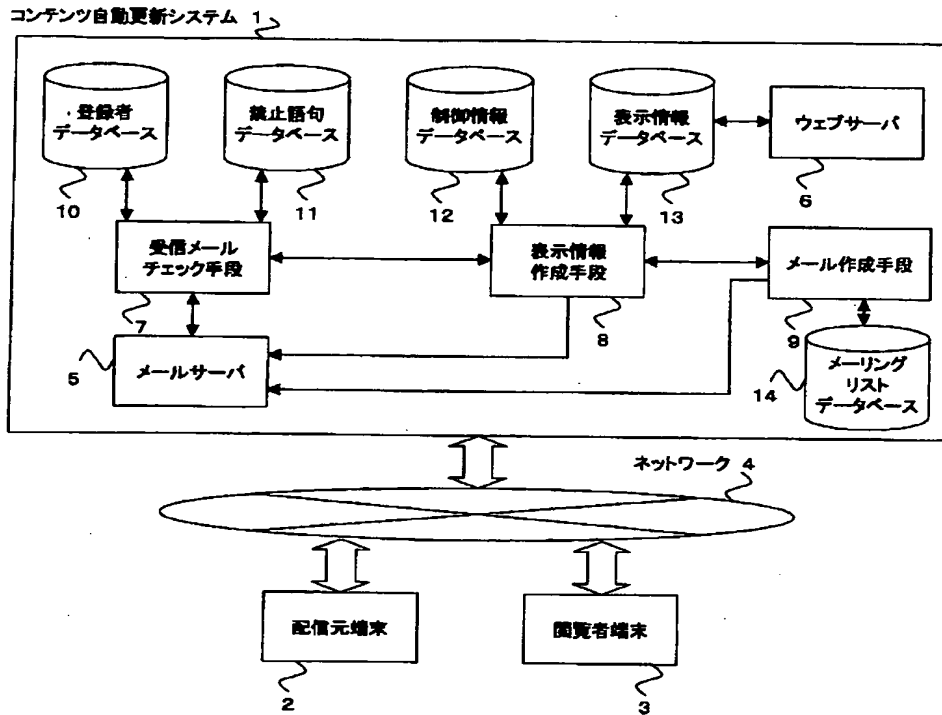 コンテンツ自動更新システム 1
登録者
データベース
禁止語句
データベース
制御情報
データベース
表示情報
データベース
ウェブサーバ
10
11
12
13
6
受信メール
チェック手段
表示情報
作成手段
メール作成手段
7
8
9
5
メールサーバ
メーリング
リスト
データベース
14
ネットワーク 4
配信元端末
閲覧者端末
2
3